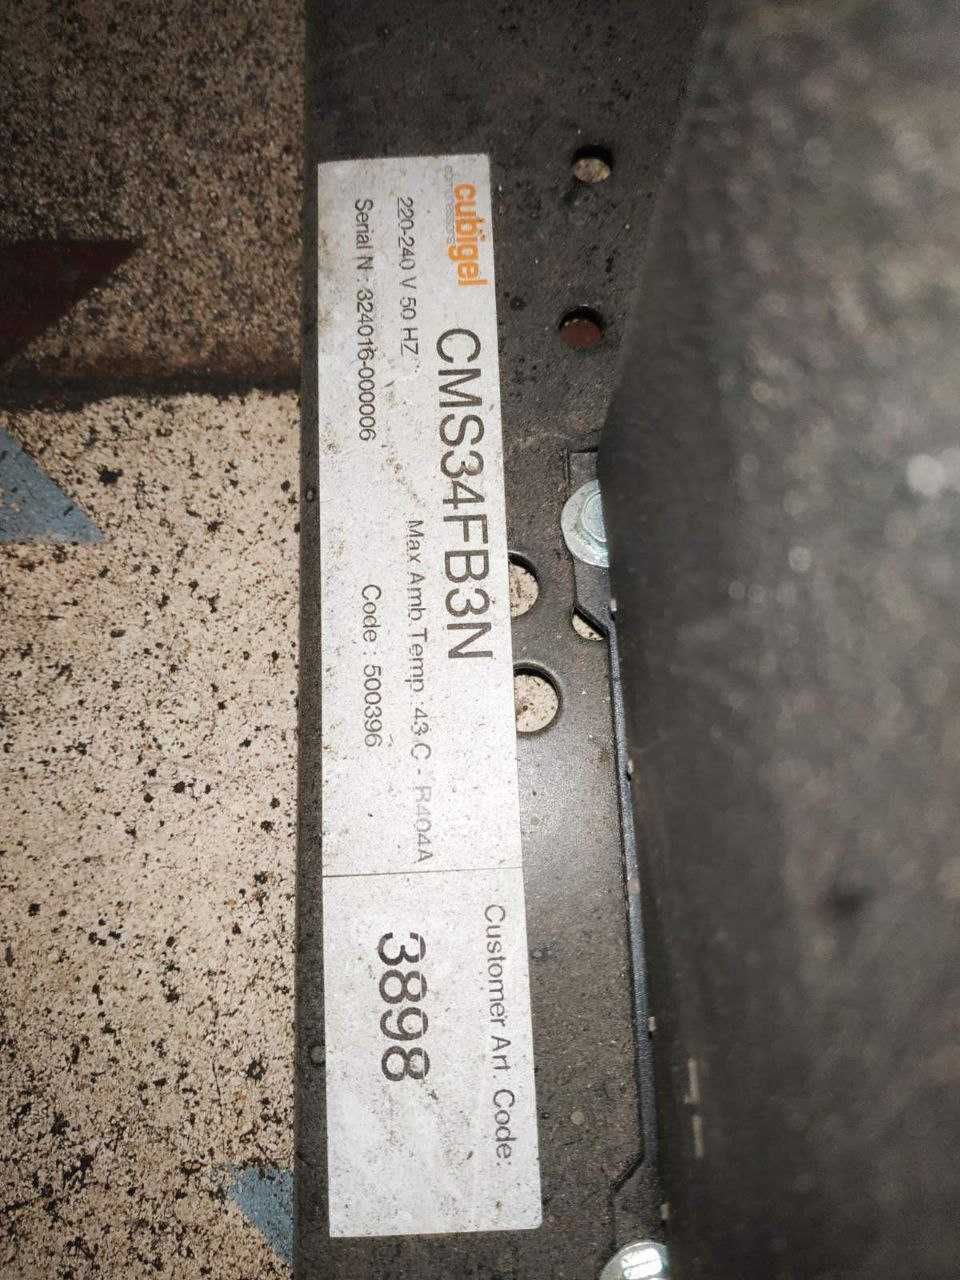 cubigel
compressors
CMS34FB3N
220-240 V 50 HZ
Max Amb.Temp 43 C - R404A
Serial N : 324016-000006
Code : 500396
Customer Art. Code:
3898